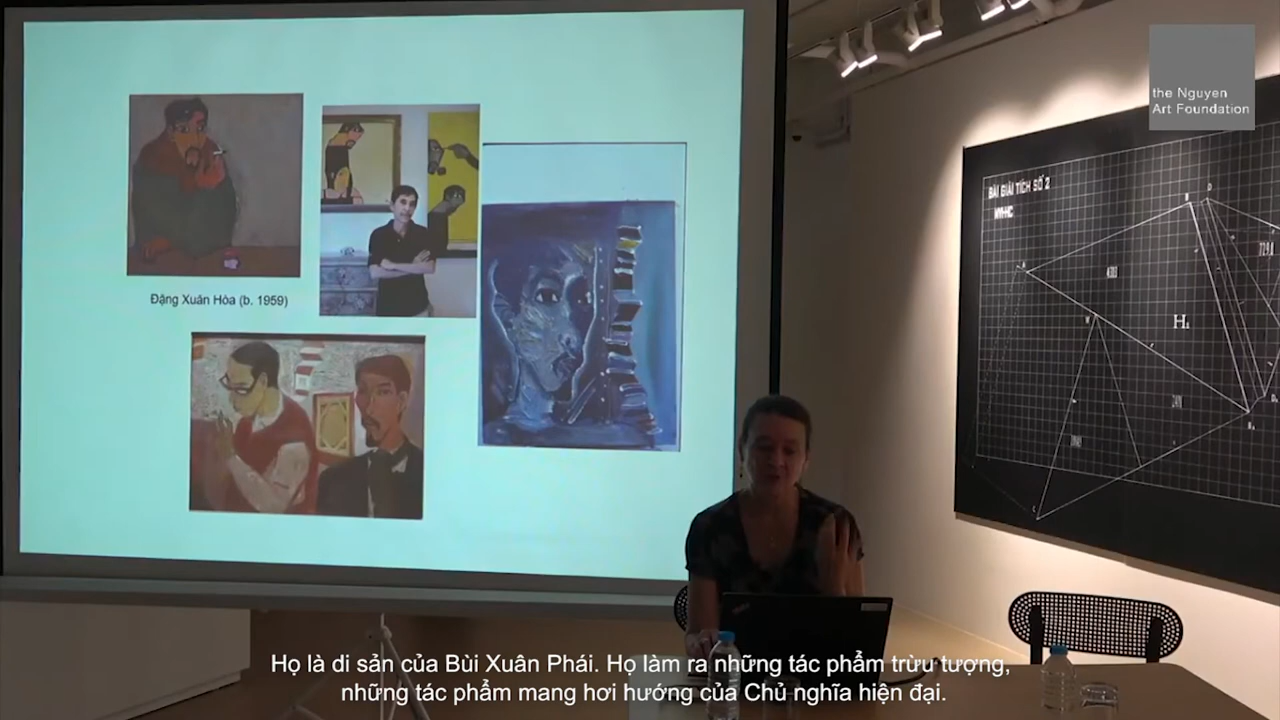 the Nguyen
Art Foundation
BÀI GIẢI TÍCH SỐ 2
Đặng Xuân Hòa (b. 1959)
Họ là di sản của Bùi Xuân Phái. Họ làm ra những tác phẩm trừu tượng,
những tác phẩm mang hơi hướng của Chủ nghĩa hiện đại.